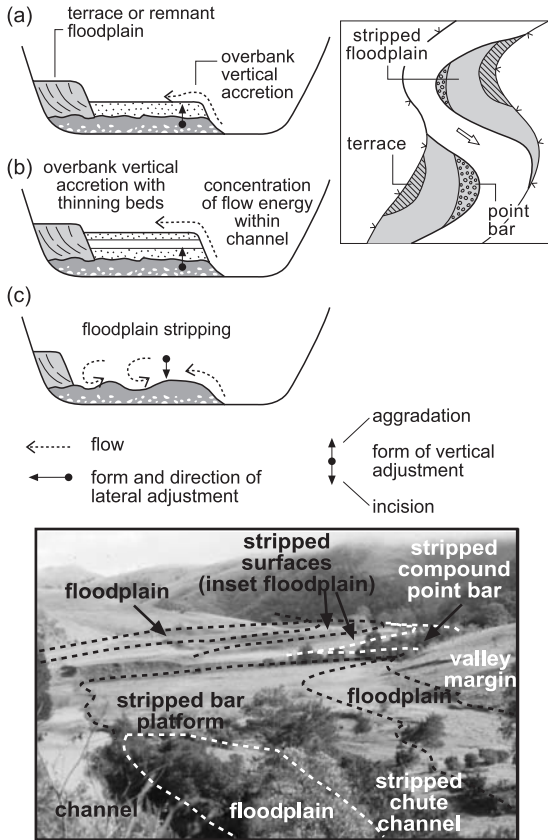 (a)
terrace or remnant
floodplain
overbank
vertical
accretion
stripped
floodplain
terrace
point
bar
(b)
overbank vertical
accretion with
thinning beds
concentration
of flow energy
within
channel
(c)
floodplain stripping
flow
form and direction of
lateral adjustment
aggradation
form of vertical
adjustment
incision
stripped
surfaces
(inset floodplain)
stripped
compound
point bar
floodplain
valley
margin
floodplain
stripped bar
platform
stripped
chute
channel
floodplain
channel